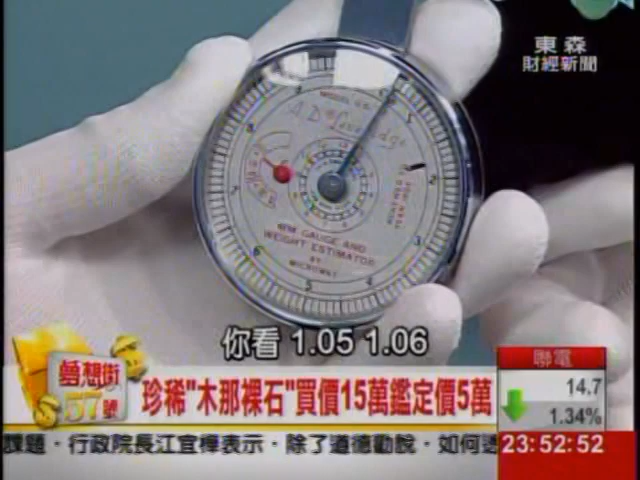 東森
財經新聞
A.D. Leveridge
MM GAUGE AND
WEIGHT ESTIMATOR
BY
你看 1.05 1.06
夢想街
57號
珍稀"木那裸石"買價15萬鑑定價5萬
聯電
14.7
1.34%
課題。行政院長江宜樺表示,除了道德勸說,如何
23:52:52